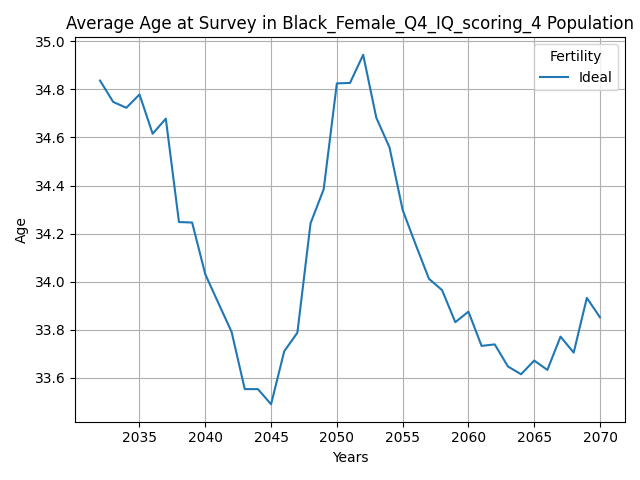 Average Age at Survey in Black_Female_Q4_IQ_scoring_4 Population
35.0
34.8
34.6
34.4
34.2
34.0
33.8
33.6
Age
Fertility
Ideal
2035 2040 2045 2050 2055 2060 2065 2070
Years